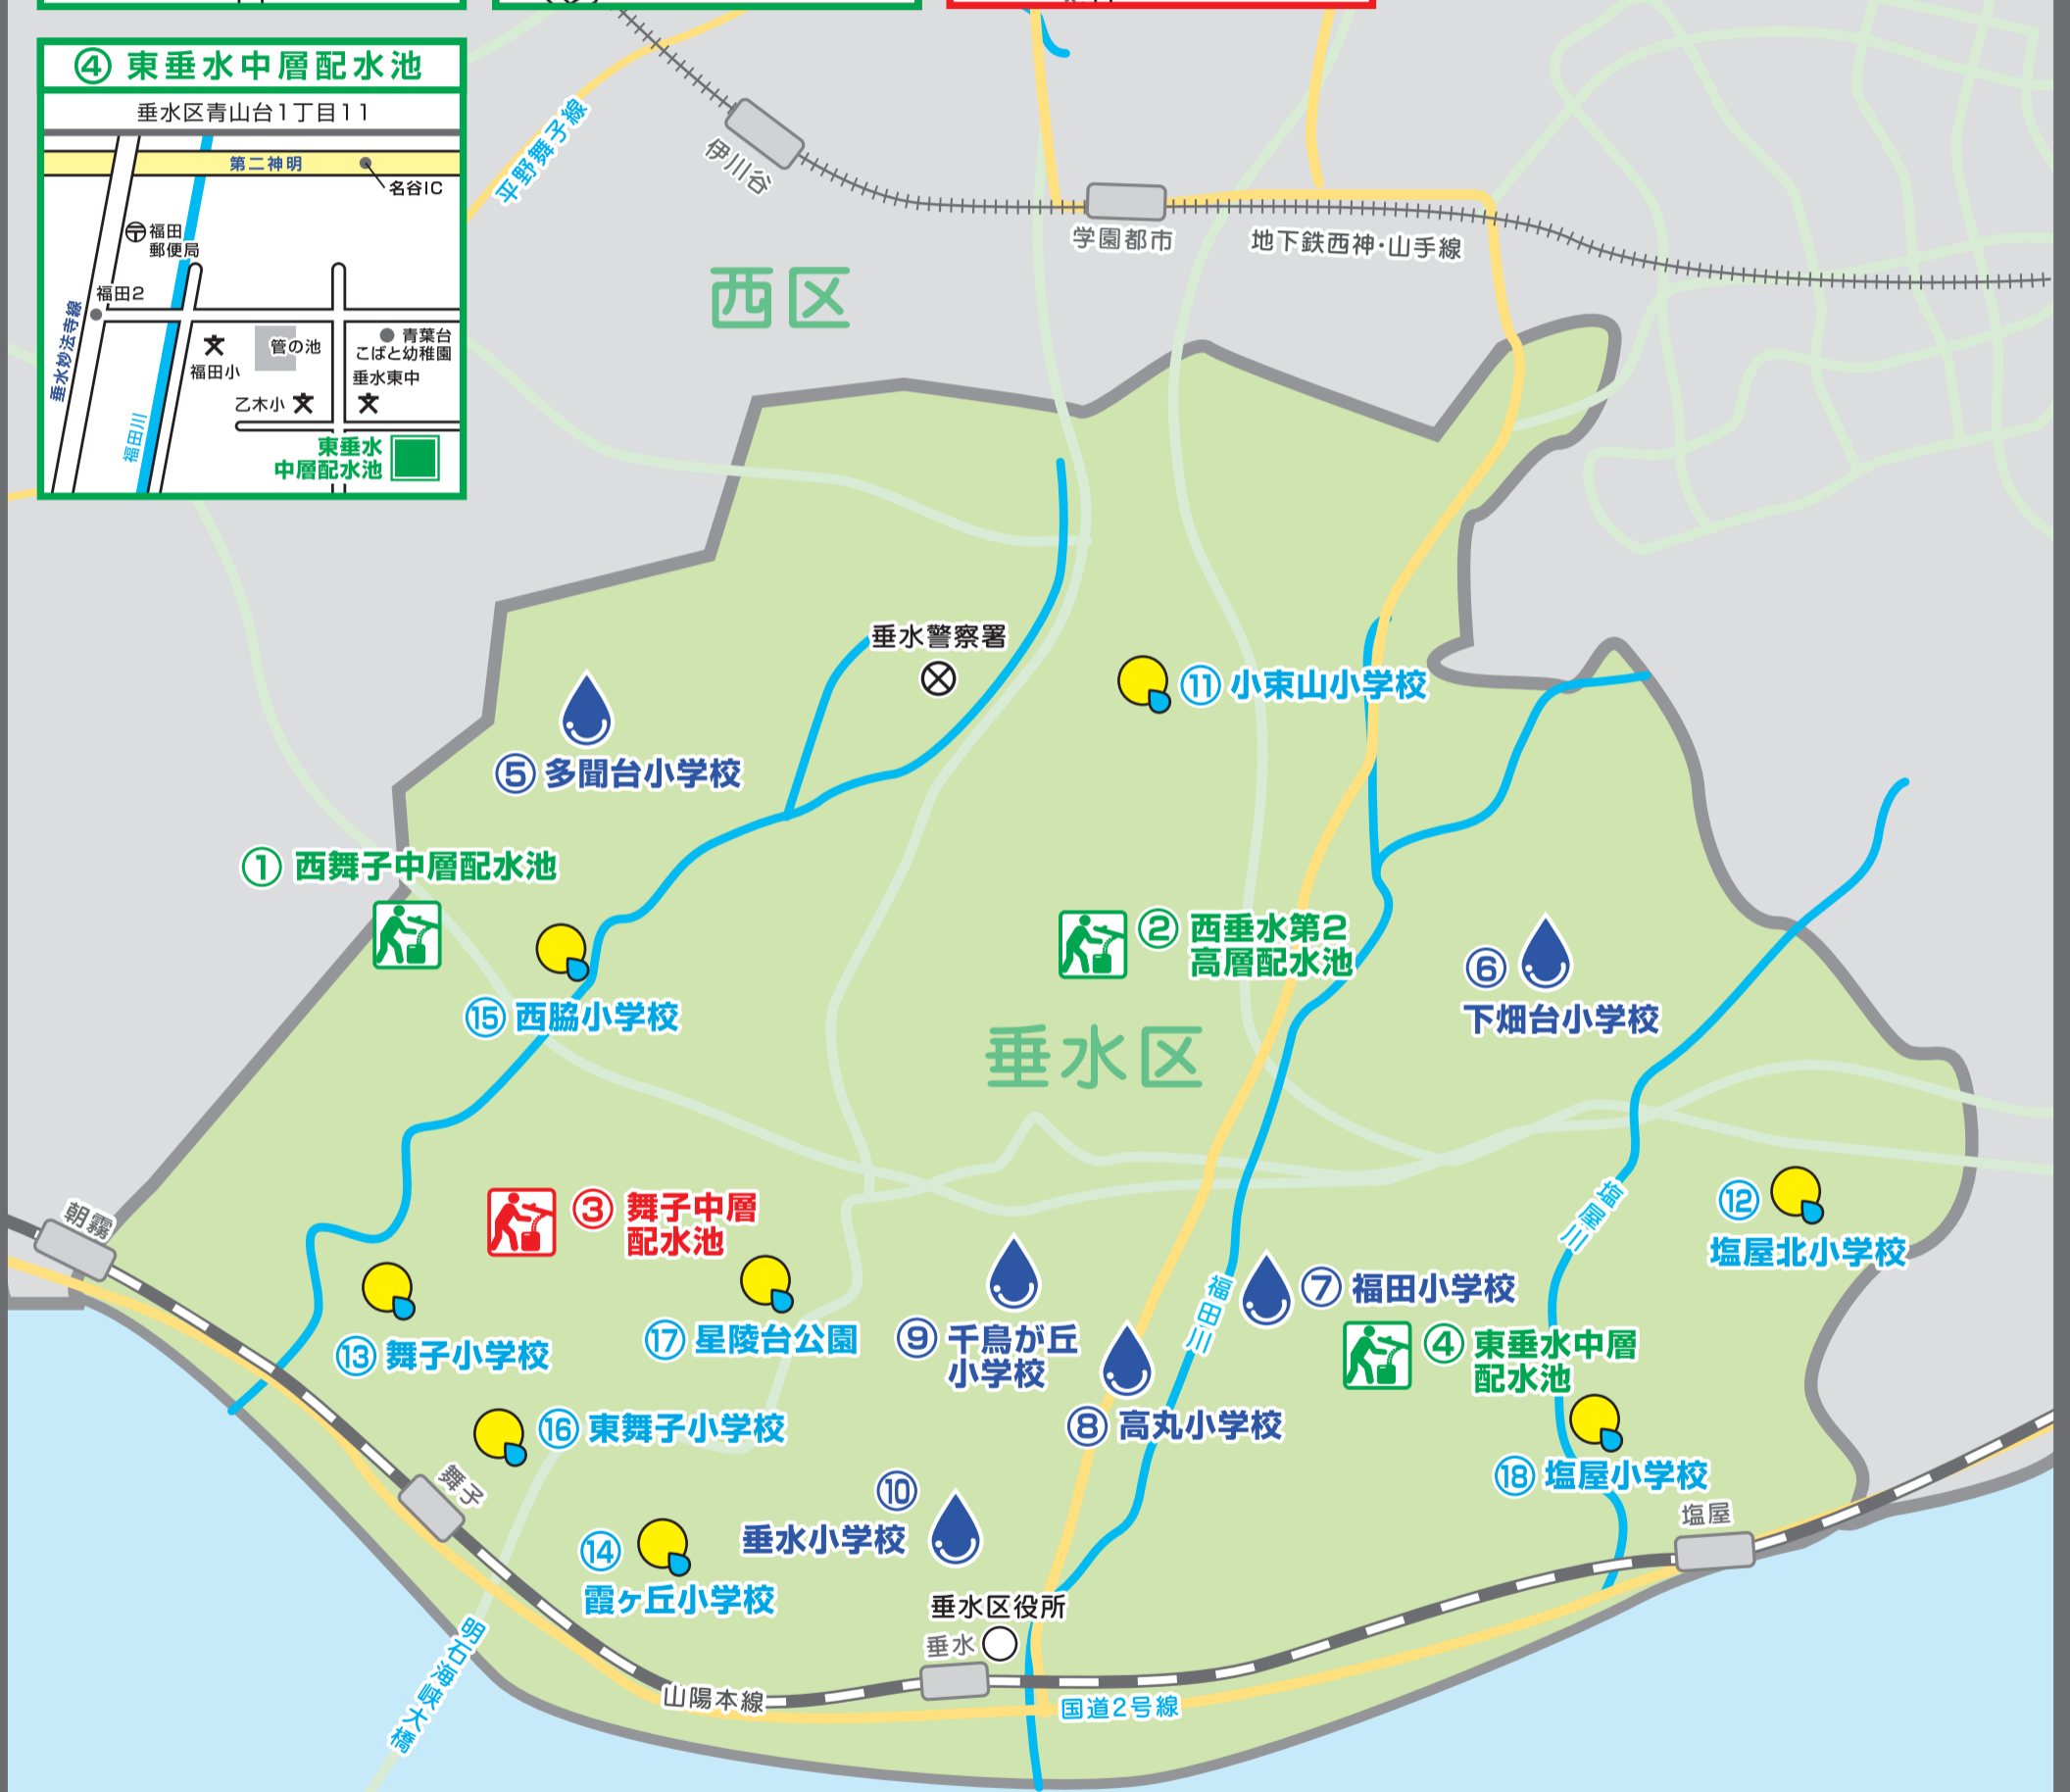 ④ 東垂水中層配水池
垂水区青山台1丁目11
第二神明
名谷IC
福田
郵便局
福田2
垂水妙法寺線
福田川
福田小
管の池
青葉台
こばと幼稚園
垂水東中
乙木小
東垂水
中層配水池
平野舞子線
伊川谷
学園都市
地下鉄西神・山手線
西区
垂水警察署
⑪ 小束山小学校
⑤ 多聞台小学校
① 西舞子中層配水池
⑮ 西脇小学校
② 西垂水第2
高層配水池
⑥
下畑台小学校
垂水区
朝霧
③ 舞子中層
配水池
塩屋川
⑫
塩屋北小学校
⑬ 舞子小学校
⑰ 星陵台公園
⑨ 千鳥が丘
小学校
福田川
⑦ 福田小学校
④ 東垂水中層
配水池
⑧ 高丸小学校
⑯ 東舞子小学校
舞子
⑩
垂水小学校
⑱ 塩屋小学校
塩屋
⑭
霞ヶ丘小学校
垂水区役所
垂水
明石海峡大橋
山陽本線
国道2号線